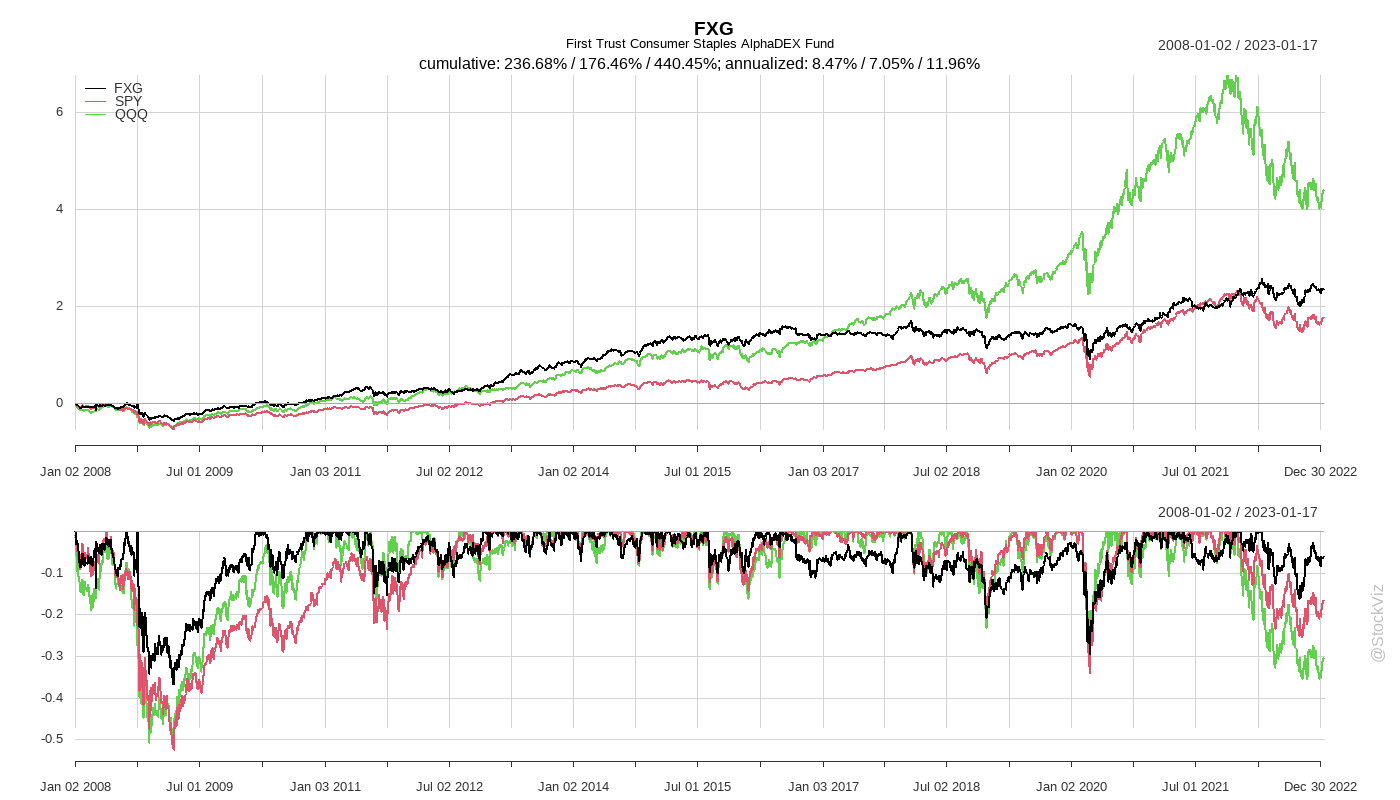 FXG
First Trust Consumer Staples AlphaDEX Fund
2008-01-02 / 2023-01-17
cumulative: 236.68% / 176.46% / 440.45%; annualized: 8.47% / 7.05% / 11.96%
FXG
SPY
QQQ
6
4
2
0
Jan 02 2008 Jul 01 2009 Jan 03 2011 Jul 02 2012 Jan 02 2014 Jul 01 2015 Jan 03 2017 Jul 02 2018 Jan 02 2020 Jul 01 2021 Dec 30 2022
2008-01-02 / 2023-01-17
-0.1
-0.2
-0.3
-0.4
-0.5
Jan 02 2008 Jul 01 2009 Jan 03 2011 Jul 02 2012 Jan 02 2014 Jul 01 2015 Jan 03 2017 Jul 02 2018 Jan 02 2020 Jul 01 2021 Dec 30 2022
@StockViz